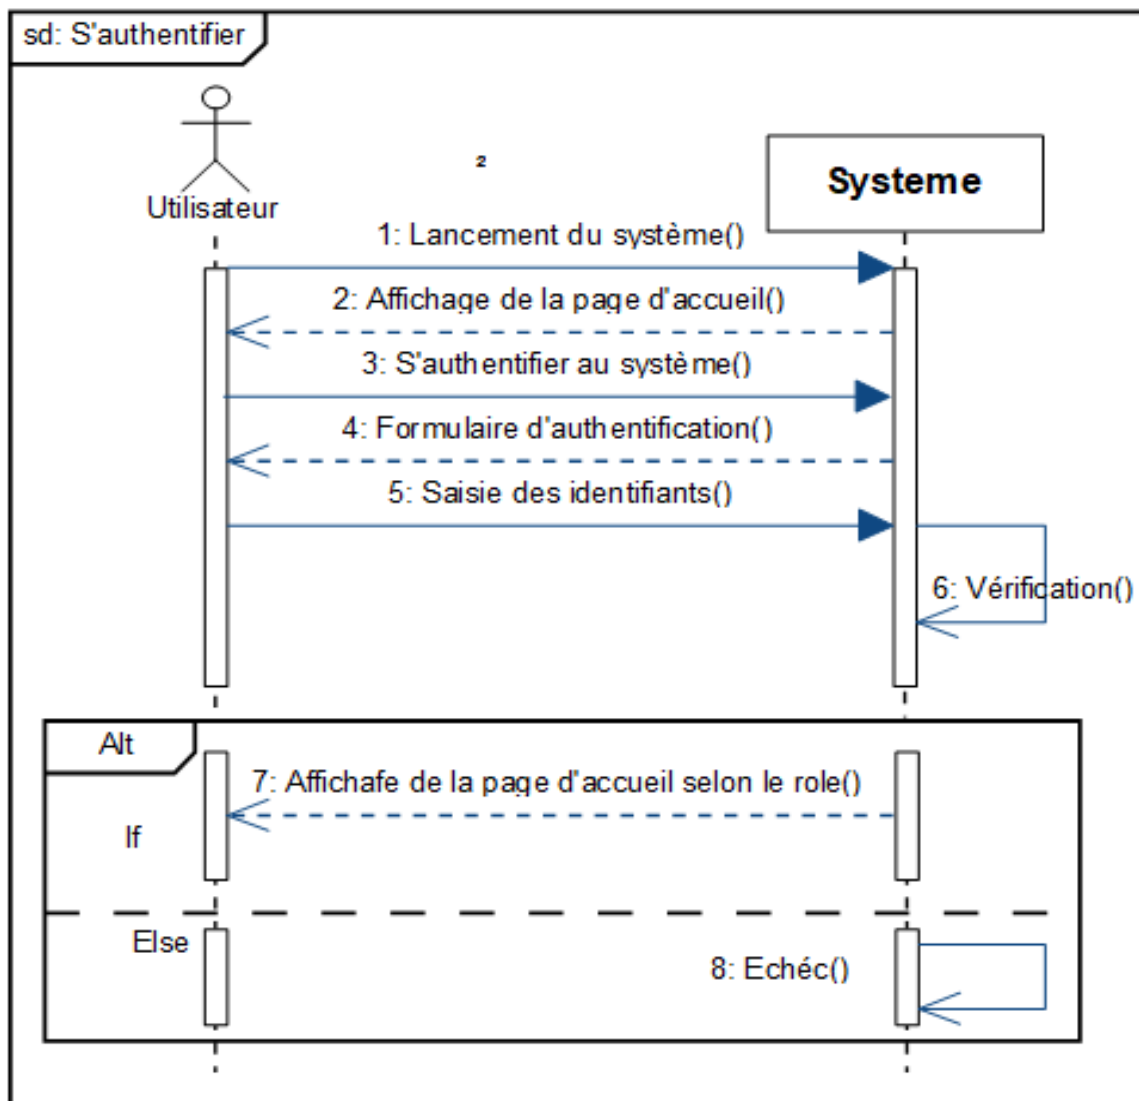 sd: S'authentifier
2
Utilisateur
Systeme
1: Lancement du système()
2: Affichage de la page d'accueil()
3: S'authentifier au système()
4: Formulaire d'authentification()
5: Saisie des identifiants()
6: Vérification()
Alt
7: Affichafe de la page d'accueil selon le role()
If
Else
8: Echéc()